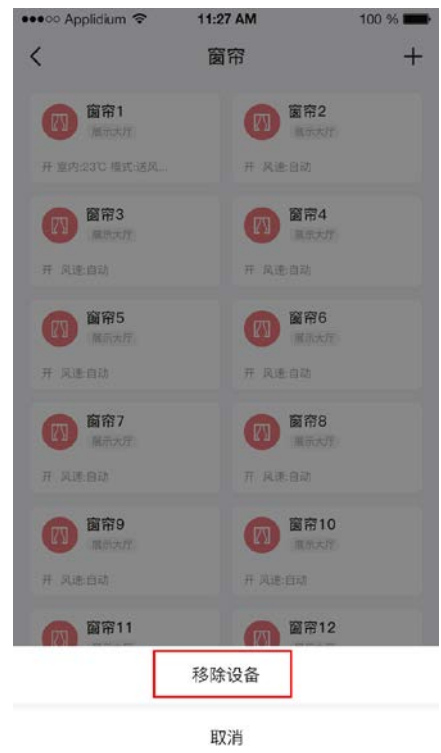 Applidium 11:27 AM 100 %
窗帘
窗帘1 窗帘2
展示大厅 展示大厅
开 室内:23℃ 模式:送风... 开 风速:自动
窗帘3 窗帘4
展示大厅 展示大厅
开 风速:自动 开 风速:自动
窗帘5 窗帘6
展示大厅 展示大厅
开 风速:自动 开 风速:自动
窗帘7 窗帘8
展示大厅 展示大厅
开 风速:自动 开 风速:自动
窗帘9 窗帘10
展示大厅 展示大厅
开 风速:自动 开 风速:自动
窗帘11 窗帘12
移除设备
取消